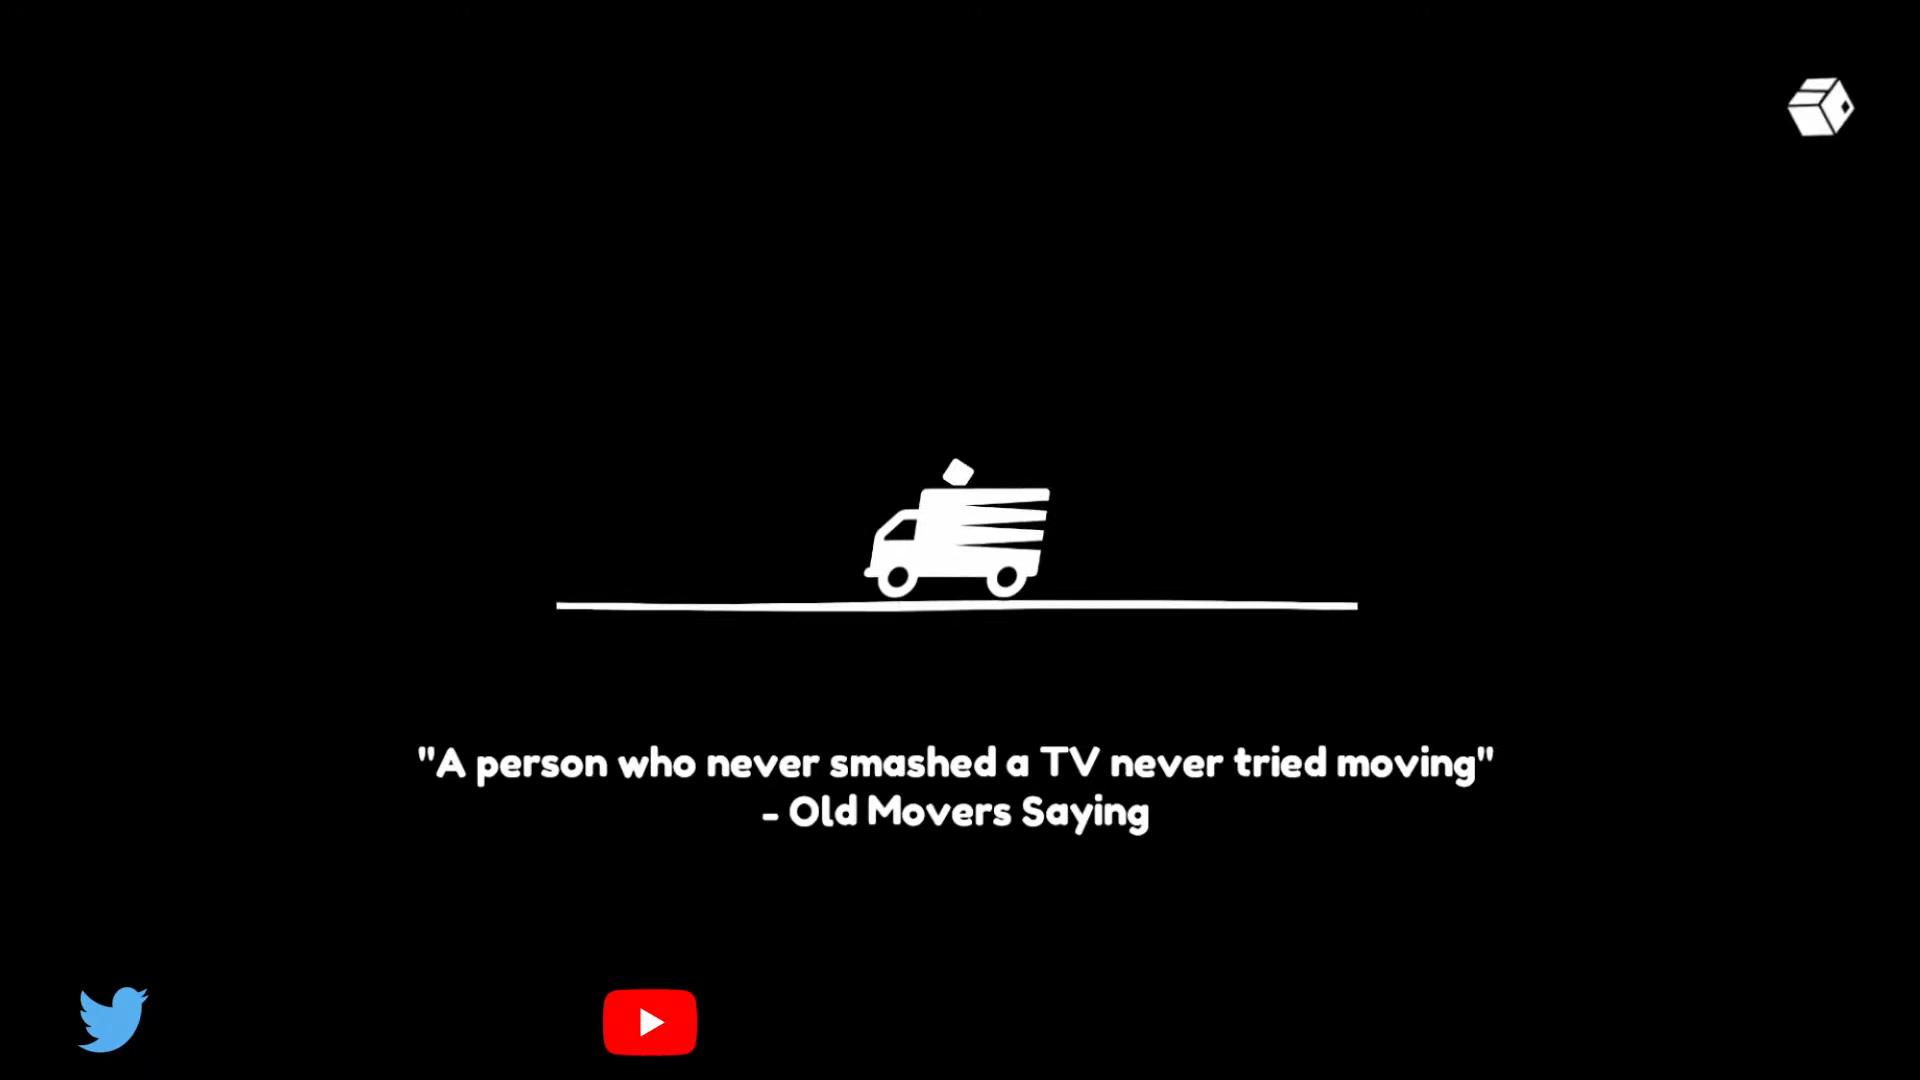 "A person who never smashed a TV never tried moving"
- Old Movers Saying